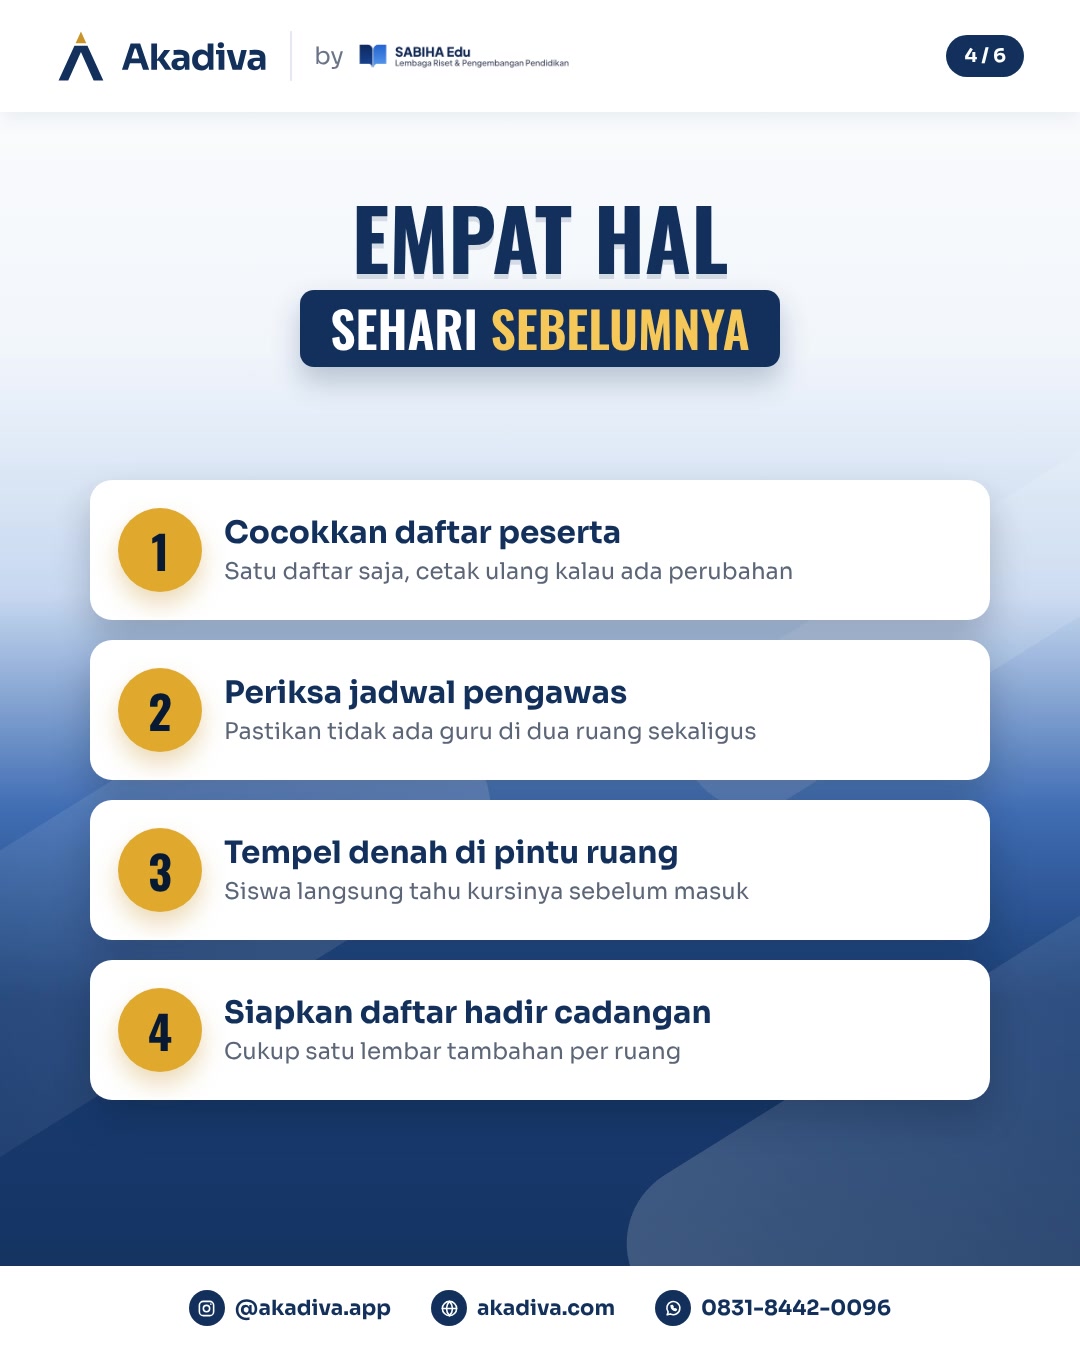 Akadiva
by
SABIHA Edu
Lembaga Riset & Pengembangan Pendidikan
4 / 6
EMPAT HAL
SEHARI SEBELUMNYA
1
Cocokkan daftar peserta
Satu daftar saja, cetak ulang kalau ada perubahan
2
Periksa jadwal pengawas
Pastikan tidak ada guru di dua ruang sekaligus
3
Tempel denah di pintu ruang
Siswa langsung tahu kursinya sebelum masuk
4
Siapkan daftar hadir cadangan
Cukup satu lembar tambahan per ruang
@akadiva.app
akadiva.com
0831-8442-0096